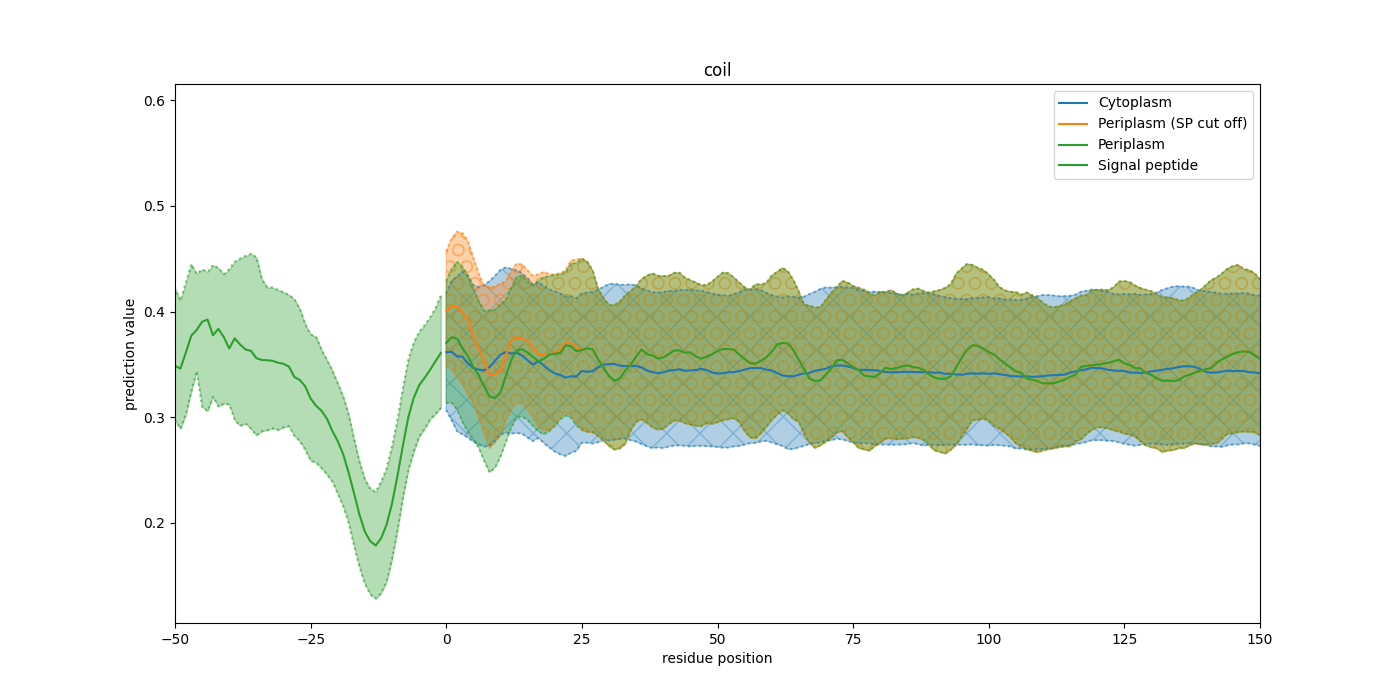 coil
0.6
0.5
0.4
0.3
0.2
prediction value
Cytoplasm
Periplasm (SP cut off)
Periplasm
Signal peptide
−50
−25
0
25
50
75
100
125
150
residue position